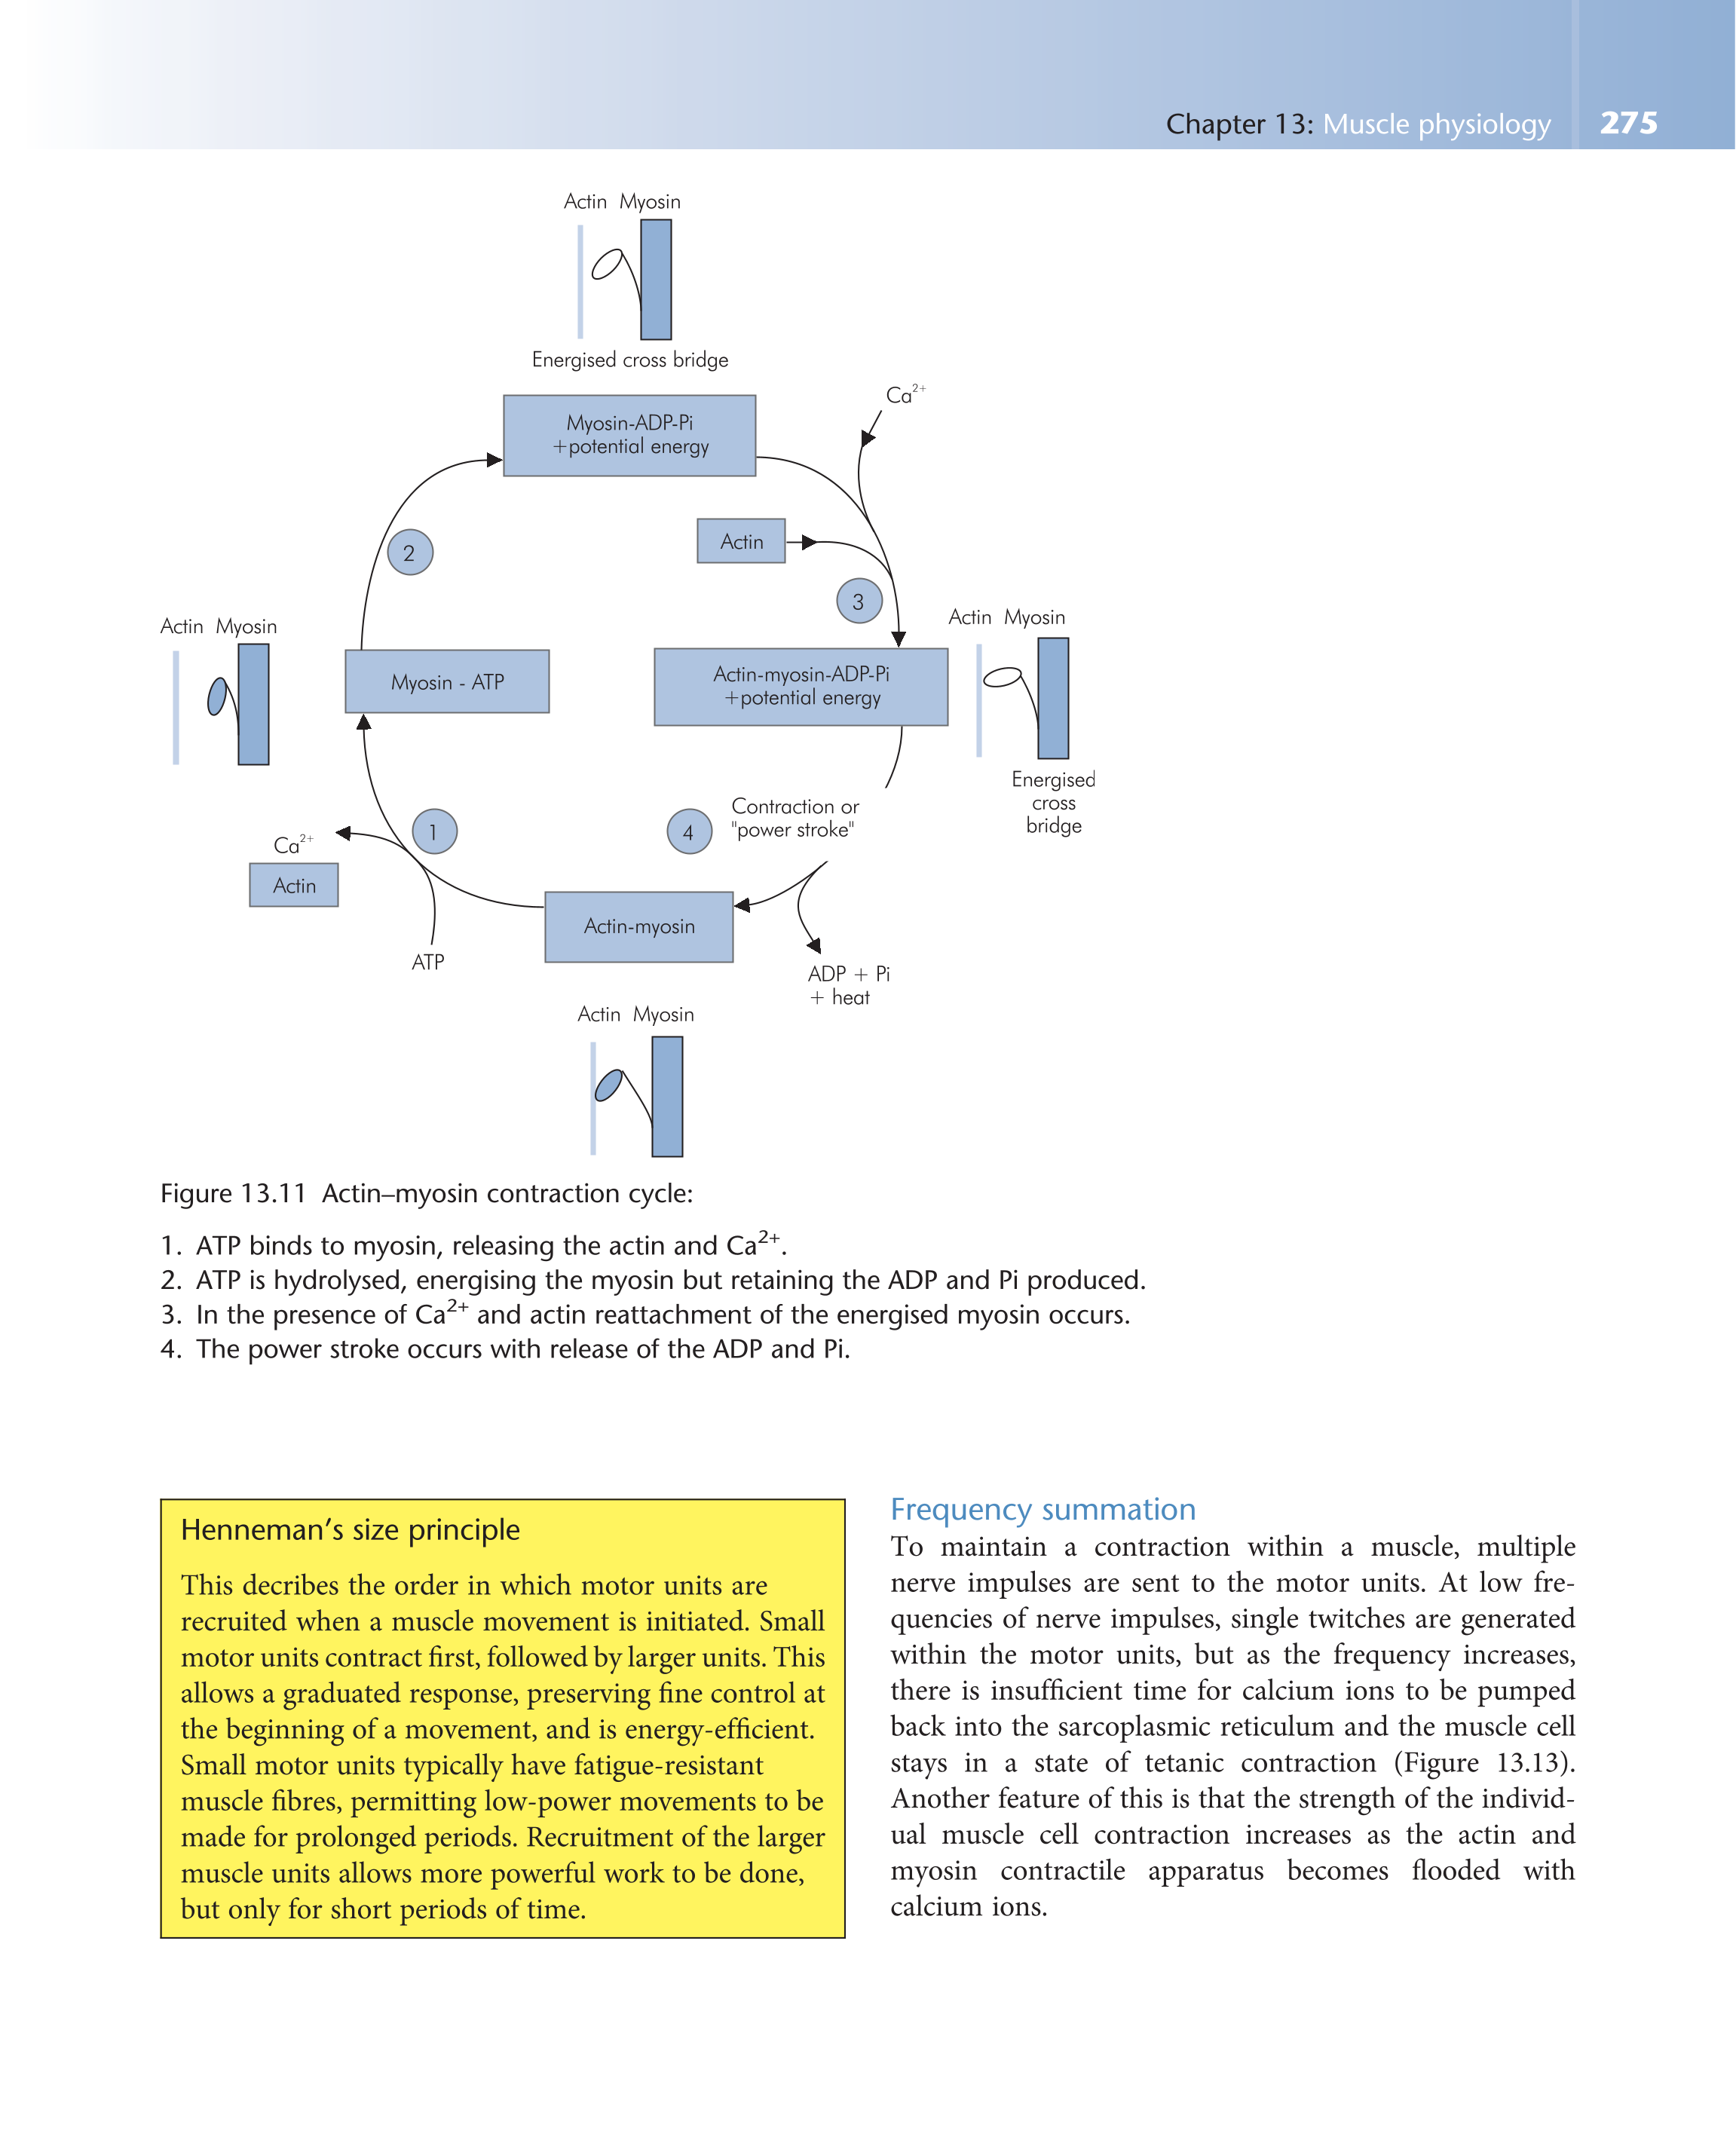 Chapter 13: Muscle physiology 275
Actin Myosin
Energised cross bridge
Ca2+
Myosin-ADP-Pi
+potential energy
Actin
2
3
Actin Myosin
Actin Myosin
Myosin - ATP
Actin-myosin-ADP-Pi
+potential energy
Energised
cross
bridge
Contraction or
"power stroke"
1
4
Ca2+
Actin
Actin-myosin
ATP
ADP + Pi
+ heat
Actin Myosin
Figure 13.11 Actin–myosin contraction cycle:
1. ATP binds to myosin, releasing the actin and Ca2+.
2. ATP is hydrolysed, energising the myosin but retaining the ADP and Pi produced.
3. In the presence of Ca2+ and actin reattachment of the energised myosin occurs.
4. The power stroke occurs with release of the ADP and Pi.
Henneman's size principle
This decribes the order in which motor units are
recruited when a muscle movement is initiated. Small
motor units contract first, followed by larger units. This
allows a graduated response, preserving fine control at
the beginning of a movement, and is energy-efficient.
Small motor units typically have fatigue-resistant
muscle fibres, permitting low-power movements to be
made for prolonged periods. Recruitment of the larger
muscle units allows more powerful work to be done,
but only for short periods of time.
Frequency summation
To maintain a contraction within a muscle, multiple
nerve impulses are sent to the motor units. At low fre-
quencies of nerve impulses, single twitches are generated
within the motor units, but as the frequency increases,
there is insufficient time for calcium ions to be pumped
back into the sarcoplasmic reticulum and the muscle cell
stays in a state of tetanic contraction (Figure 13.13).
Another feature of this is that the strength of the individ-
ual muscle cell contraction increases as the actin and
myosin contractile apparatus becomes flooded with
calcium ions.